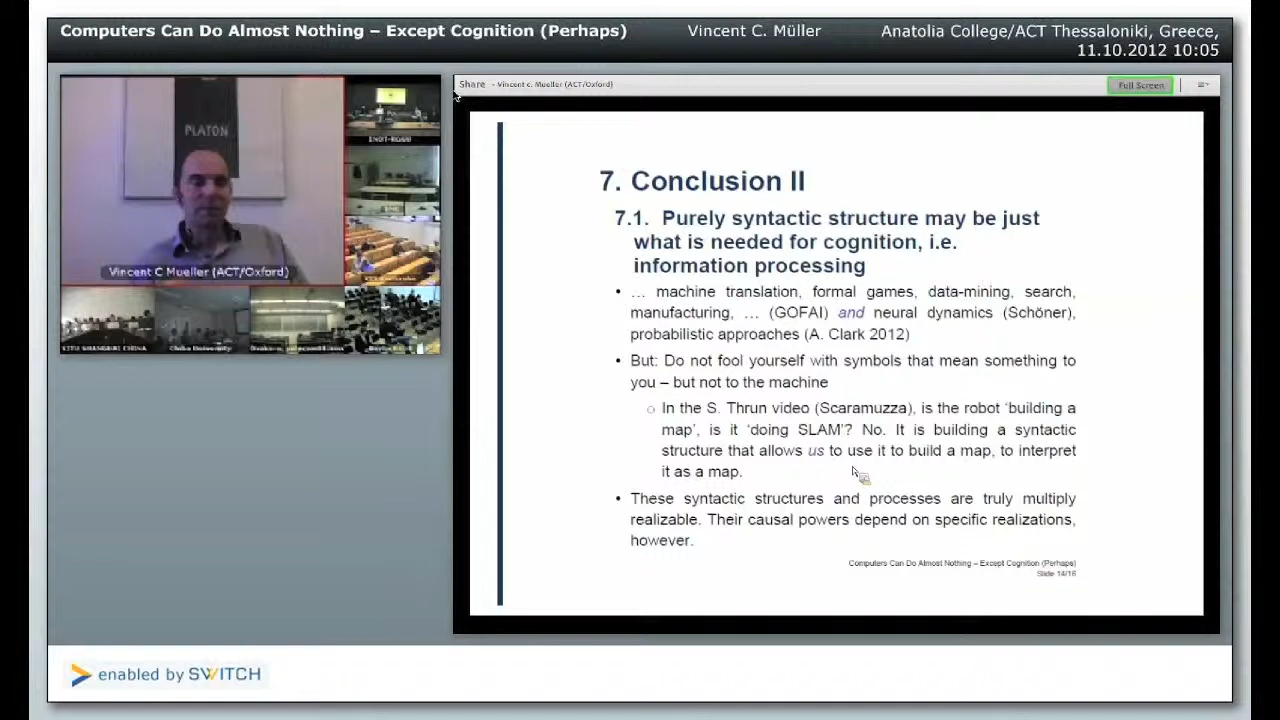 Computers Can Do Almost Nothing – Except Cognition (Perhaps)
Vincent C. Müller
Anatolia College/ACT Thessaloniki, Greece,
11.10.2012 10:05
PLATON
Vincent C Mueller (ACT/Oxford)
SJTU SHANGHAI CHINA
Chiba University
Share - Vincent c. Mueller (ACT/Oxford)
Full Screen
7. Conclusion II
7.1. Purely syntactic structure may be just
what is needed for cognition, i.e.
information processing
• … machine translation, formal games, data-mining, search,
manufacturing, … (GOFAI) and neural dynamics (Schöner),
probabilistic approaches (A. Clark 2012)
• But: Do not fool yourself with symbols that mean something to
you – but not to the machine
○ In the S. Thrun video (Scaramuzza), is the robot ‘building a
map’, is it ‘doing SLAM’? No. It is building a syntactic
structure that allows us to use it to build a map, to interpret
it as a map.
• These syntactic structures and processes are truly multiply
realizable. Their causal powers depend on specific realizations,
however.
Computers Can Do Almost Nothing – Except Cognition (Perhaps)
Slide 14/16
enabled by SWITCH